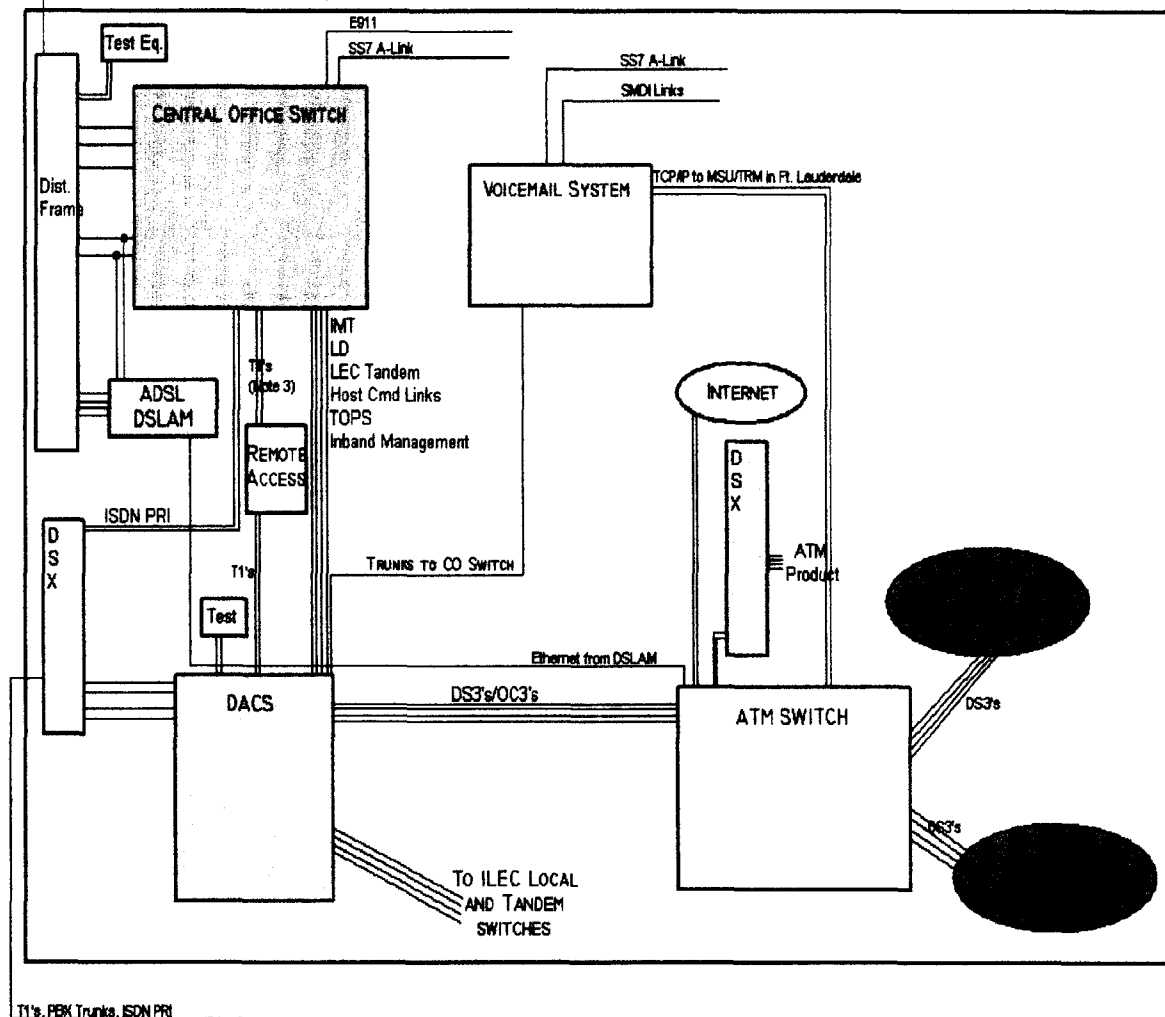 E911
SS7 A-Link
Test Eq.
CENTRAL OFFICE SWITCH
SS7 A-Link
SMDI Links
Dist.
Frame
VOICEMAIL SYSTEM
TCP/IP to MSU/TRM in Ft. Lauderdale
IMT
LD
LEC Tandem
Host Cmd Links
TOPS
Inband Management
T1's
(Note 3)
ADSL
DSLAM
REMOTE
ACCESS
INTERNET
DSX
ATM
Product
ISDN PRI
DSX
T1's
TRUNKS TO CO SWITCH
Test
Ethernet from DSLAM
DACS
DS3's/OC3's
ATM SWITCH
DS3's
DS3's
TO ILEC LOCAL
AND TANDEM
SWITCHES
T1's, PBX Trunks, ISDN PRI